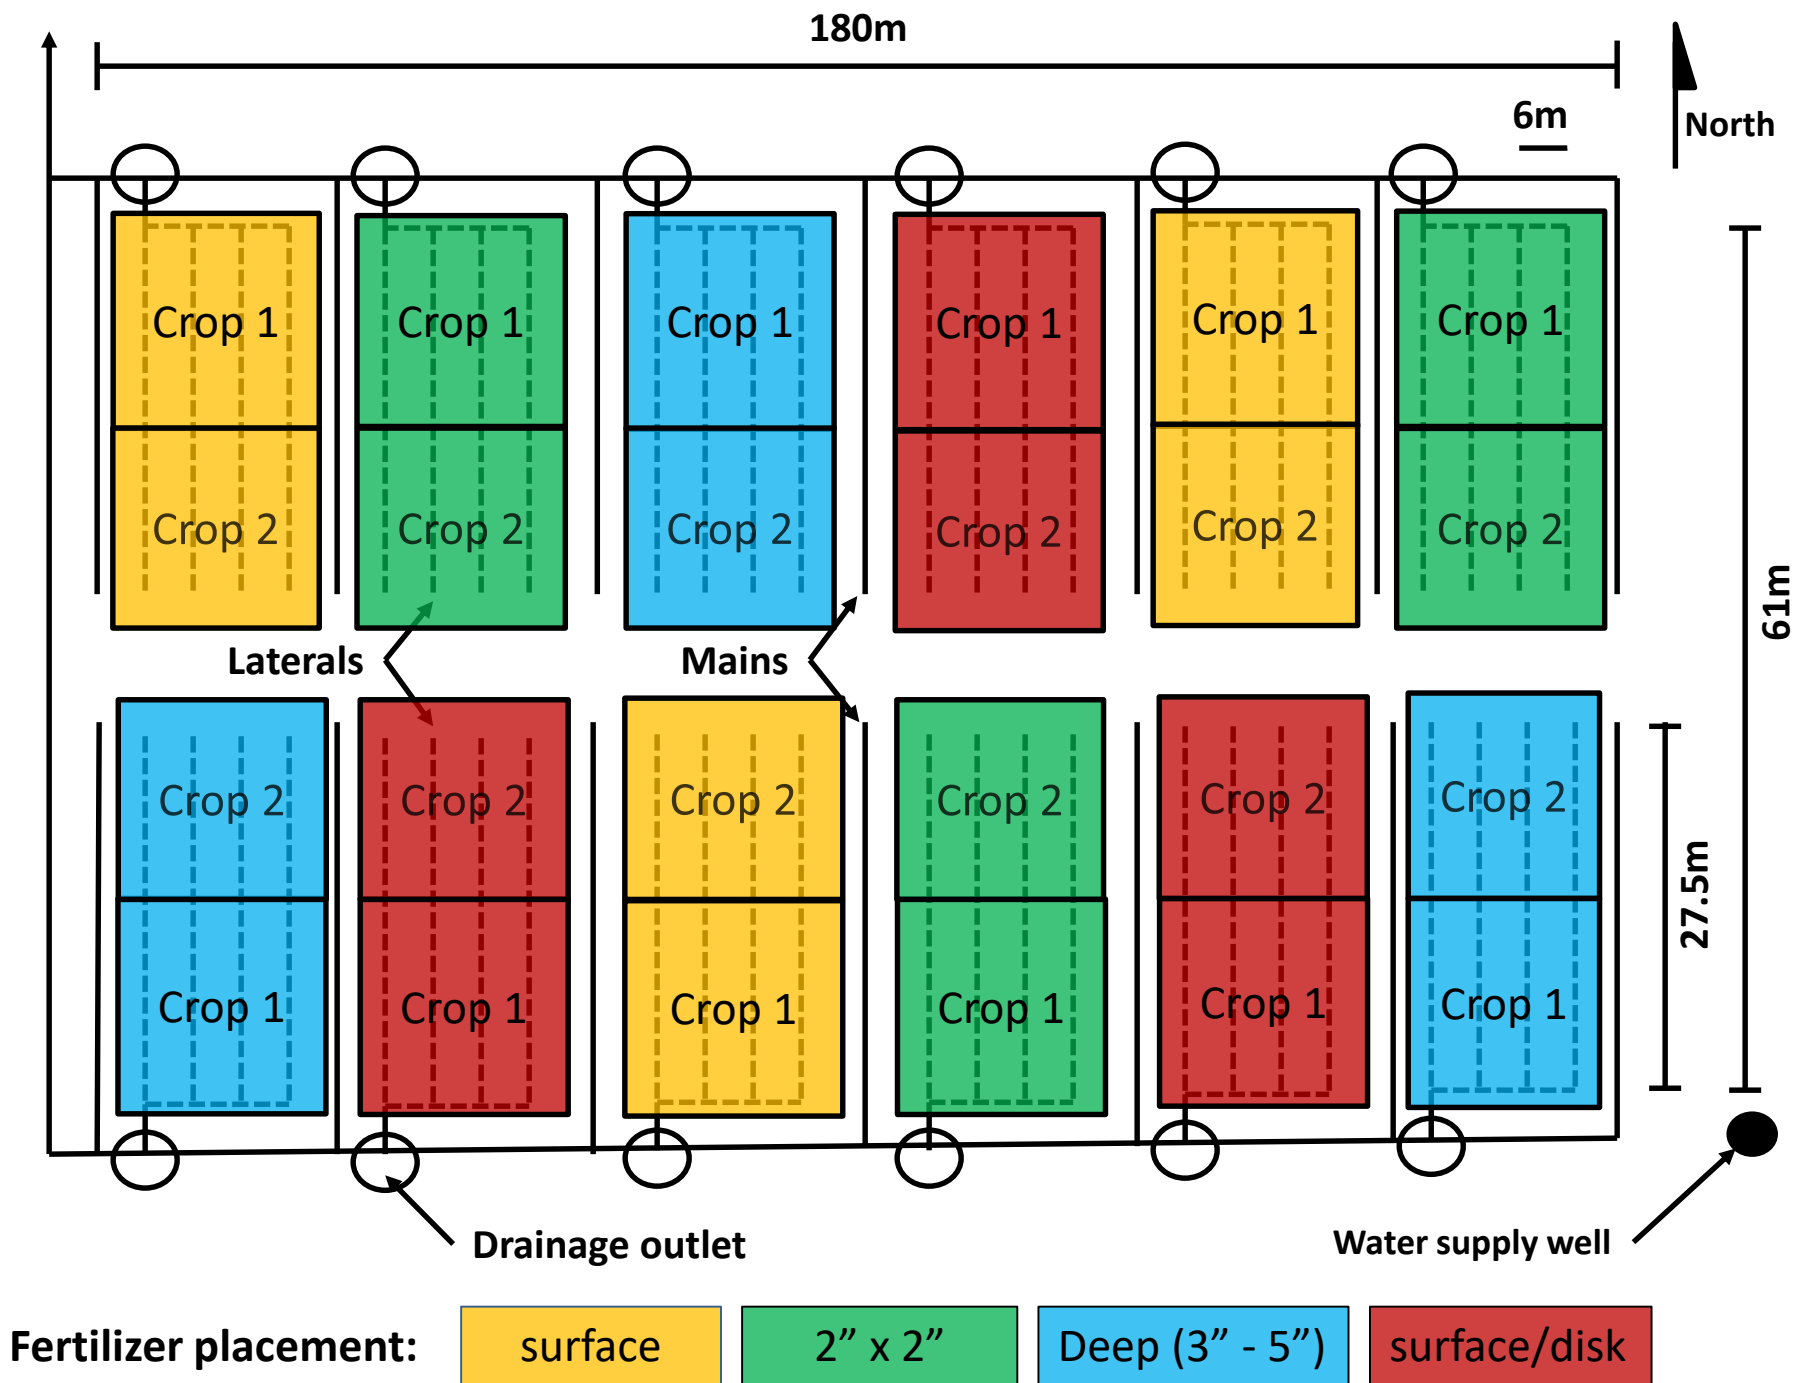 180m
6m
North
Crop 1
Crop 1
Crop 1
Crop 1
Crop 1
Crop 1
Crop 2
Crop 2
Crop 2
Crop 2
Crop 2
Crop 2
61m
Laterals
Mains
Crop 2
Crop 2
Crop 2
Crop 2
Crop 2
Crop 2
27.5m
Crop 1
Crop 1
Crop 1
Crop 1
Crop 1
Crop 1
Drainage outlet
Water supply well
Fertilizer placement:
surface
2” x 2”
Deep (3” - 5”)
surface/disk